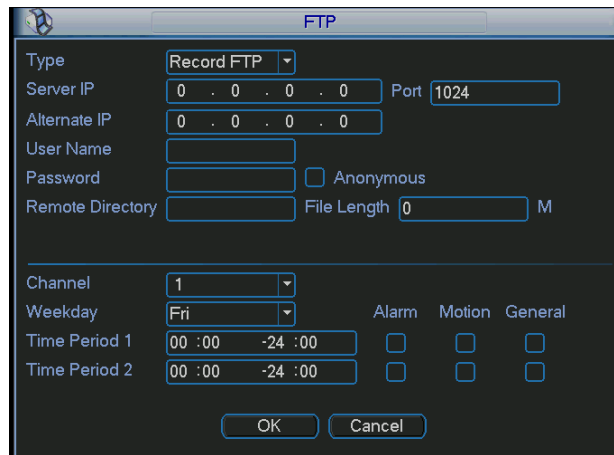 FTP
Type Record FTP
Server IP 0 . 0 . 0 . 0 Port 1024
Alternate IP 0 . 0 . 0 . 0
User Name
Password Anonymous
Remote Directory File Length 0 M
Channel 1
Weekday Fri Alarm Motion General
Time Period 1 00 :00 -24 :00
Time Period 2 00 :00 -24 :00
OK Cancel